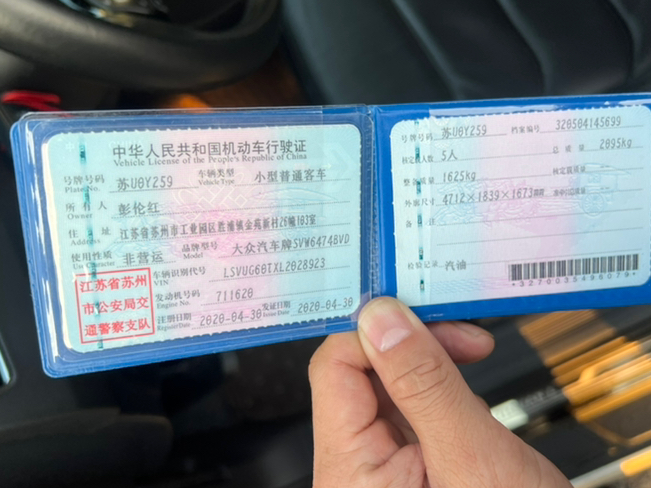 中华人民共和国机动车行驶证
Vehicle License of the People's Republic of China
号牌号码 苏U0Y259 车辆类型 小型普通客车
Plate No. Vehicle Type
所有人 彭伦红
Owner
住址 江苏省苏州市工业园区胜浦镇金苑新村26幢103室
Address
使用性质 非营运 品牌型号 大众汽车牌SVW6474BVD
Use Character Model
江苏省苏州
市公安局交
通警察支队
车辆识别代号 LSVUG60TXL2028923
VIN
发动机号码 711620
Engine No.
注册日期 2020-04-30 发证日期 2020-04-30
Register Date Issue Date
号牌号码 苏U0Y259 档案编号 320504145699
核定载人数 5人 总质量 2095kg
整备质量 1625kg 核定载质量
外廓尺寸 4712×1839×1673mm
备注
检验记录 汽油
*3270035496079*